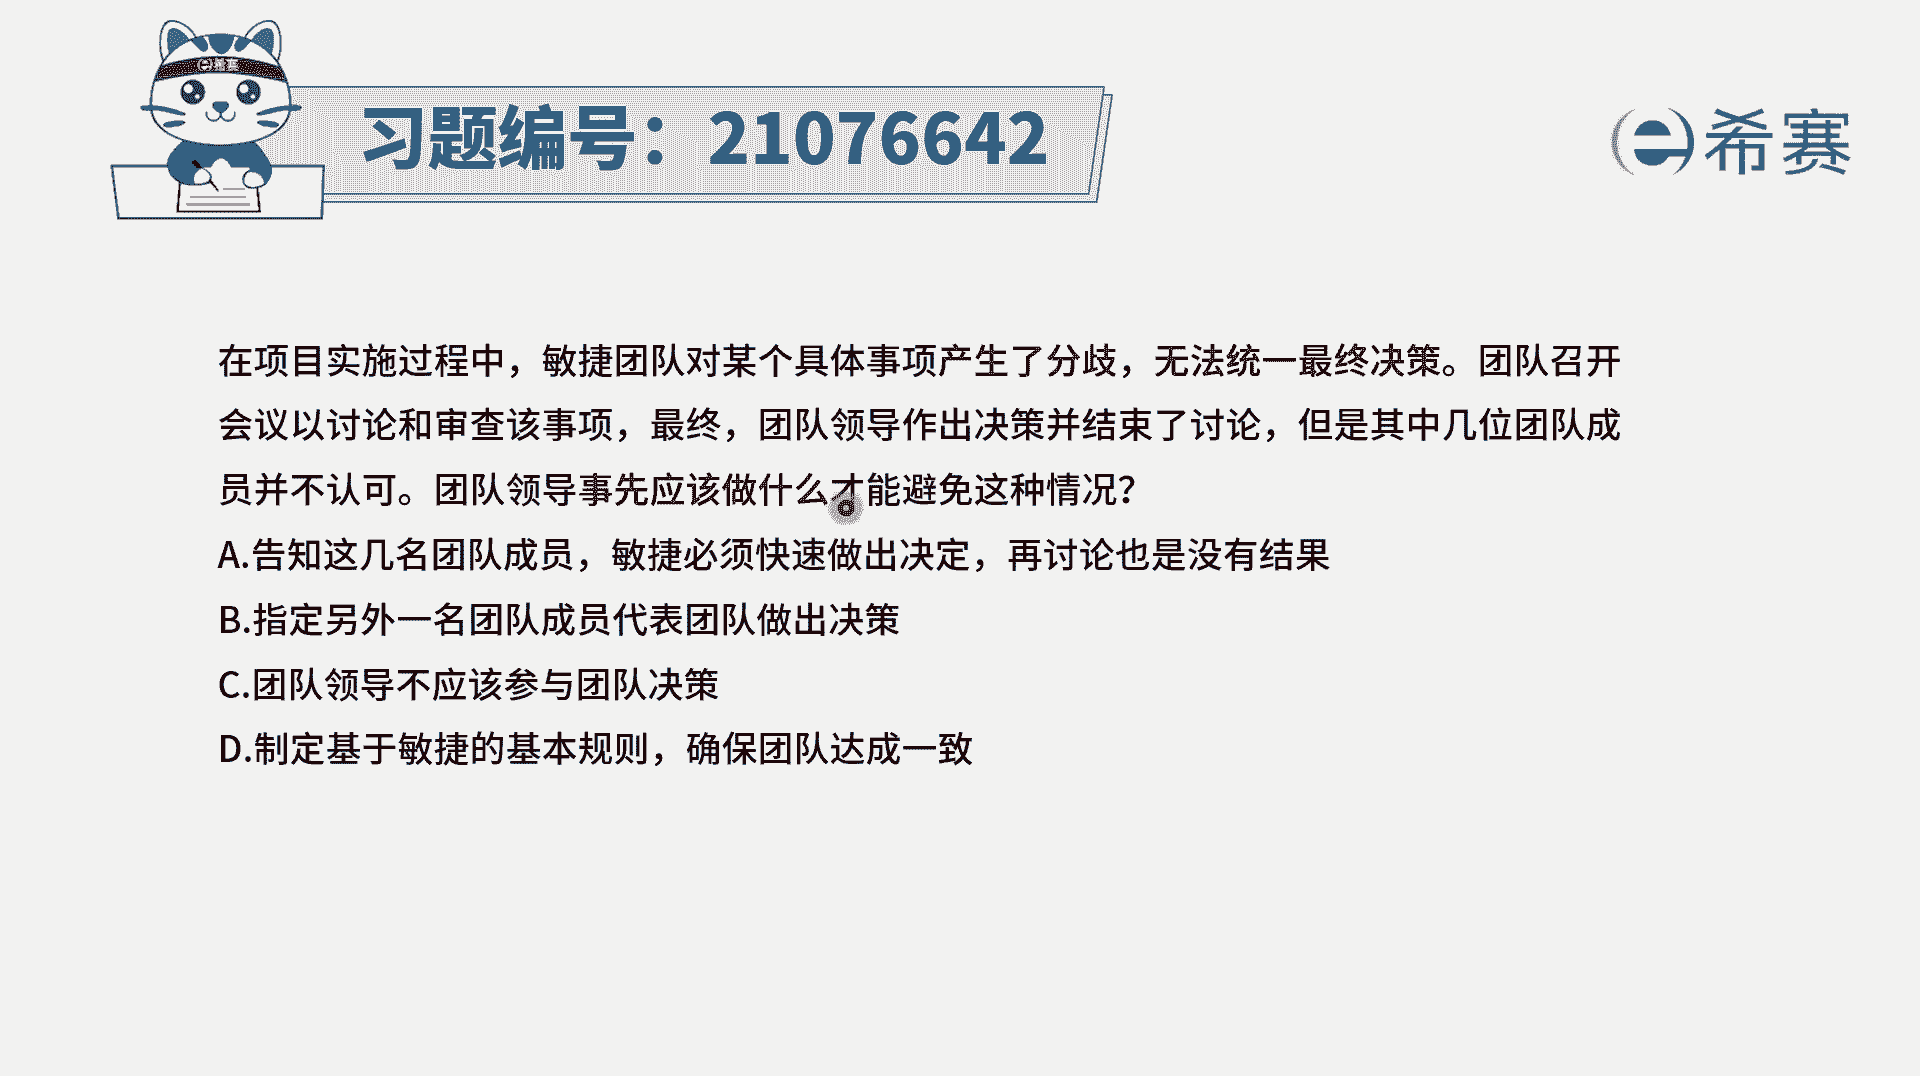 e希赛
习题编号：21076642
e希赛
在项目实施过程中，敏捷团队对某个具体事项产生了分歧，无法统一最终决策。团队召开
会议以讨论和审查该事项，最终，团队领导作出决策并结束了讨论，但是其中几位团队成
员并不认可。团队领导事先应该做什么才能避免这种情况？
A.告知这几名团队成员，敏捷必须快速做出决定，再讨论也是没有结果
B.指定另外一名团队成员代表团队做出决策
C.团队领导不应该参与团队决策
D.制定基于敏捷的基本规则，确保团队达成一致